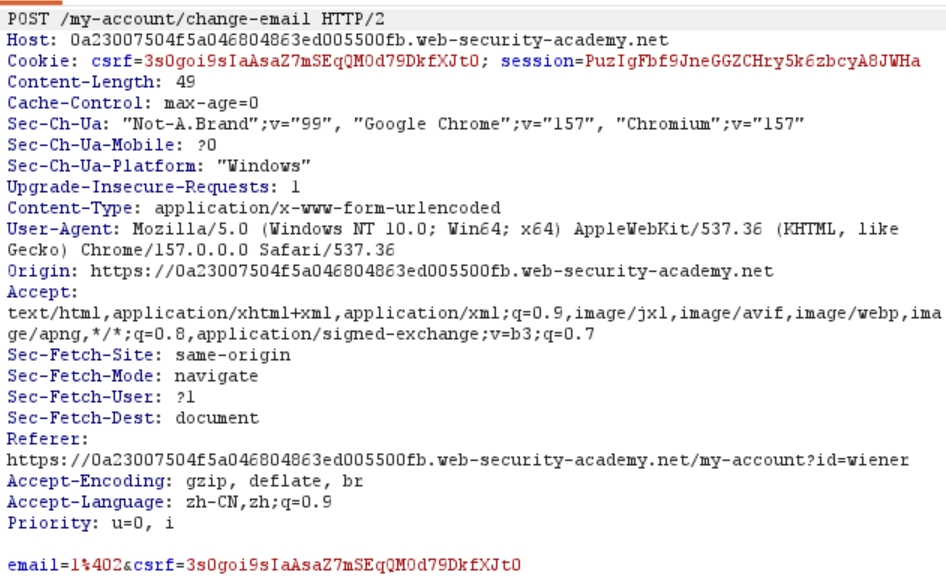 POST /my-account/change-email HTTP/2
Host: 0a23007504f5a046804863ed005500fb.web-security-academy.net
Cookie: csrf=3s0goi9sIaAsaZ7mSEqQM0d79DkfXJt0; session=PuzIgFbf9JneGGZCHry5k6zbcyA8JWHa
Content-Length: 49
Cache-Control: max-age=0
Sec-Ch-Ua: "Not-A.Brand";v="99", "Google Chrome";v="157", "Chromium";v="157"
Sec-Ch-Ua-Mobile: ?0
Sec-Ch-Ua-Platform: "Windows"
Upgrade-Insecure-Requests: 1
Content-Type: application/x-www-form-urlencoded
User-Agent: Mozilla/5.0 (Windows NT 10.0; Win64; x64) AppleWebKit/537.36 (KHTML, like
Gecko) Chrome/157.0.0.0 Safari/537.36
Origin: https://0a23007504f5a046804863ed005500fb.web-security-academy.net
Accept:
text/html,application/xhtml+xml,application/xml;q=0.9,image/jxl,image/avif,image/webp,ima
ge/apng,*/*;q=0.8,application/signed-exchange;v=b3;q=0.7
Sec-Fetch-Site: same-origin
Sec-Fetch-Mode: navigate
Sec-Fetch-User: ?1
Sec-Fetch-Dest: document
Referer:
https://0a23007504f5a046804863ed005500fb.web-security-academy.net/my-account?id=wiener
Accept-Encoding: gzip, deflate, br
Accept-Language: zh-CN,zh;q=0.9
Priority: u=0, i
email=1%402&csrf=3s0goi9sIaAsaZ7mSEqQM0d79DkfXJt0